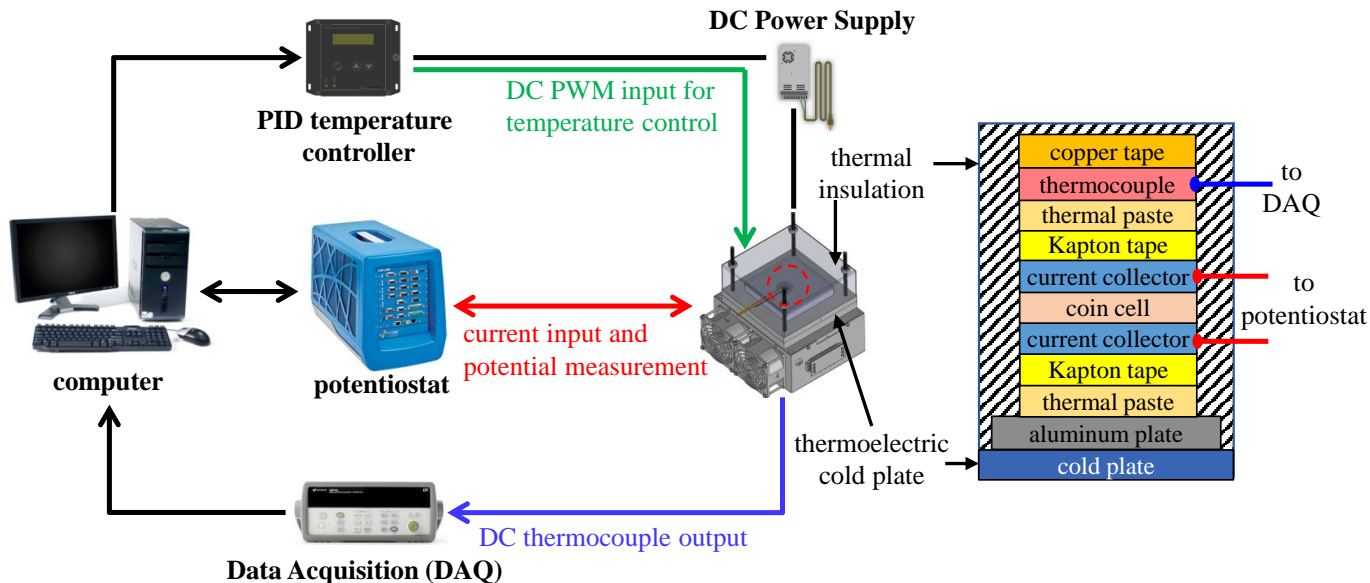 DC Power Supply
DC PWM input for
temperature control
PID temperature
controller
thermal
insulation
copper tape
thermocouple
thermal paste
Kapton tape
current collector
coin cell
current collector
Kapton tape
thermal paste
aluminum plate
cold plate
to
DAQ
to
potentiostat
computer
potentiostat
current input and
potential measurement
thermoelectric
cold plate
DC thermocouple output
Data Acquisition (DAQ)